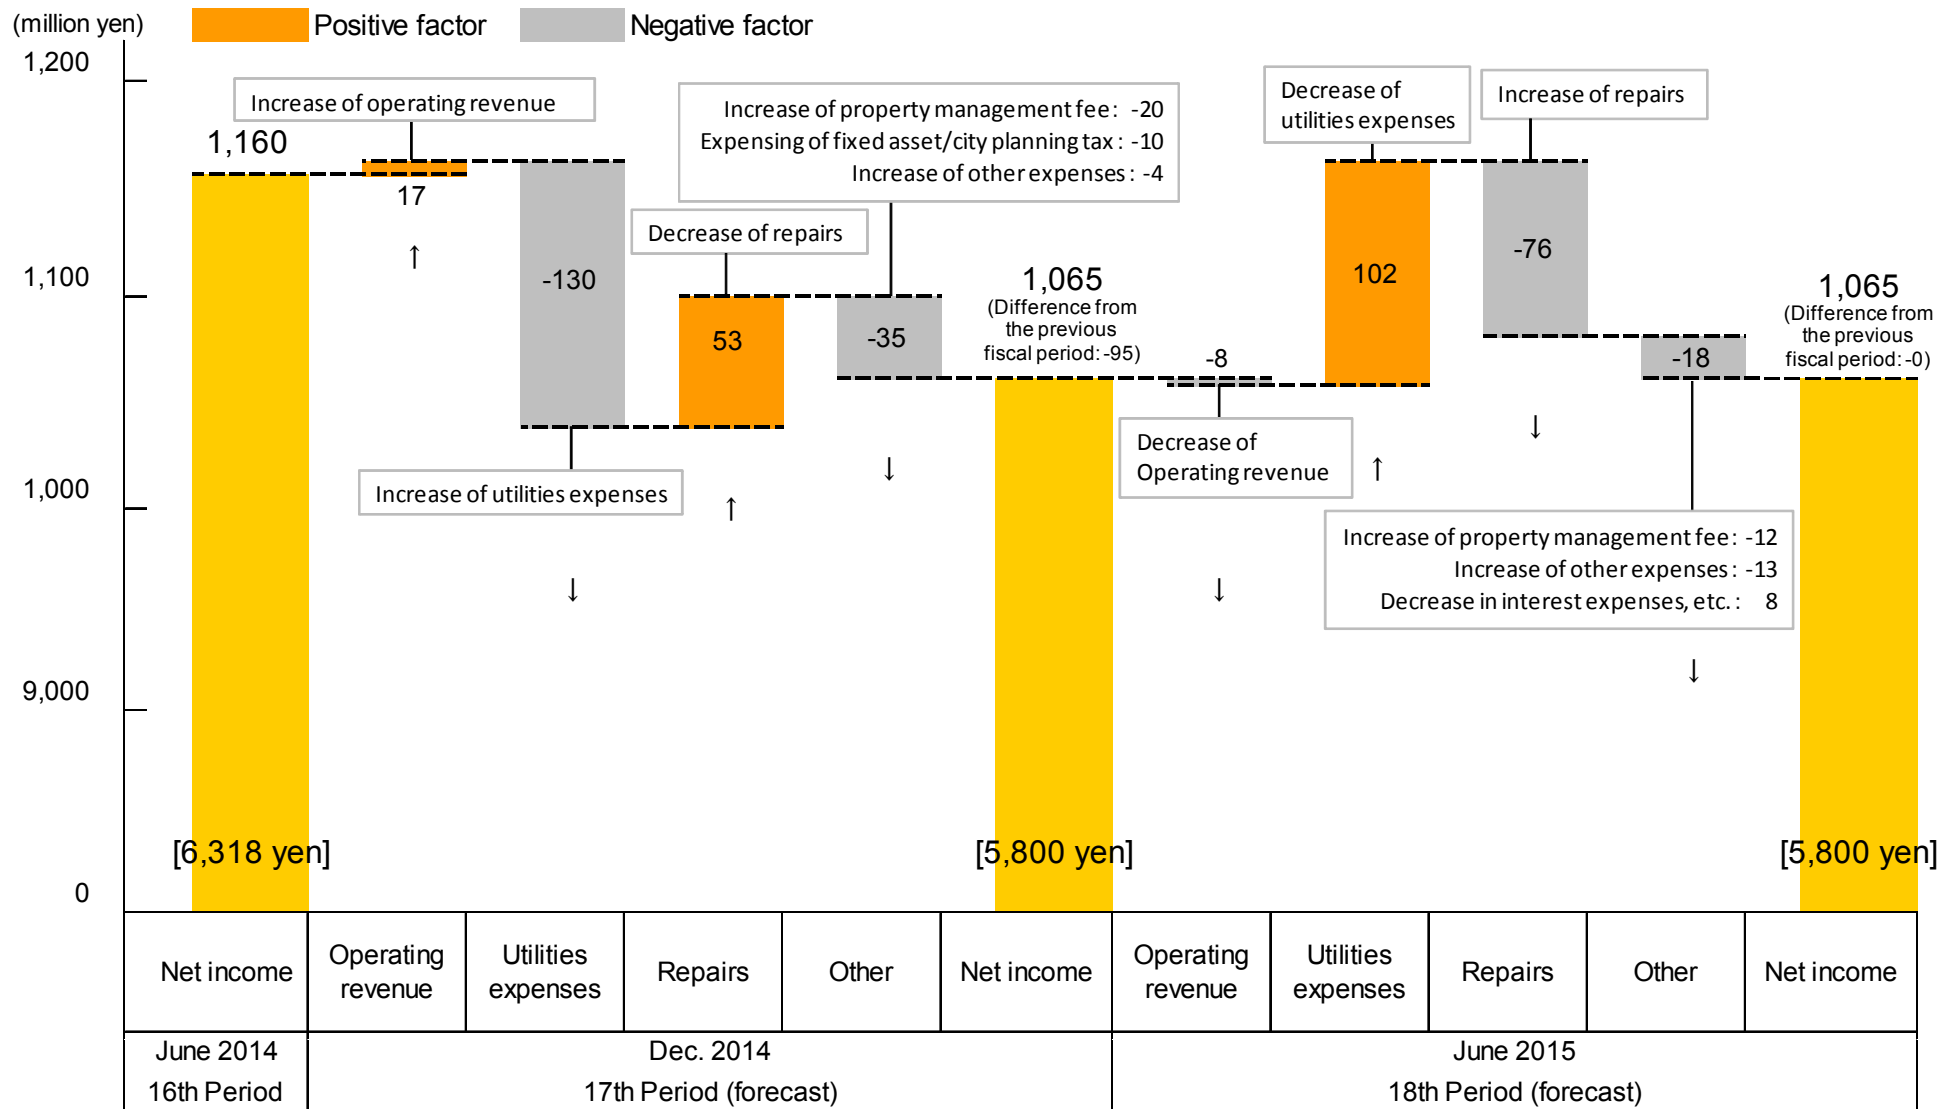 (million yen)
Positive factor
Negative factor
1,200
1,100
1,000
9,000
0
1,160
[6,318 yen]
Increase of operating revenue
17
↑
-130
Increase of utilities expenses
↓
Decrease of repairs
53
↑
Increase of property management fee: -20
Expensing of fixed asset/city planning tax : -10
Increase of other expenses : -4
-35
↓
1,065
(Difference from
the previous
fiscal period: -95)
[5,800 yen]
-8
Decrease of
Operating revenue
↓
Decrease of
utilities expenses
102
↑
Increase of repairs
-76
↓
-18
Increase of property management fee: -12
Increase of other expenses : -13
Decrease in interest expenses, etc. : 8
↓
1,065
(Difference from
the previous
fiscal period: -0)
[5,800 yen]
Net income
Operating
revenue
Utilities
expenses
Repairs
Other
Net income
Operating
revenue
Utilities
expenses
Repairs
Other
Net income
June 2014
16th Period
Dec. 2014
17th Period (forecast)
June 2015
18th Period (forecast)